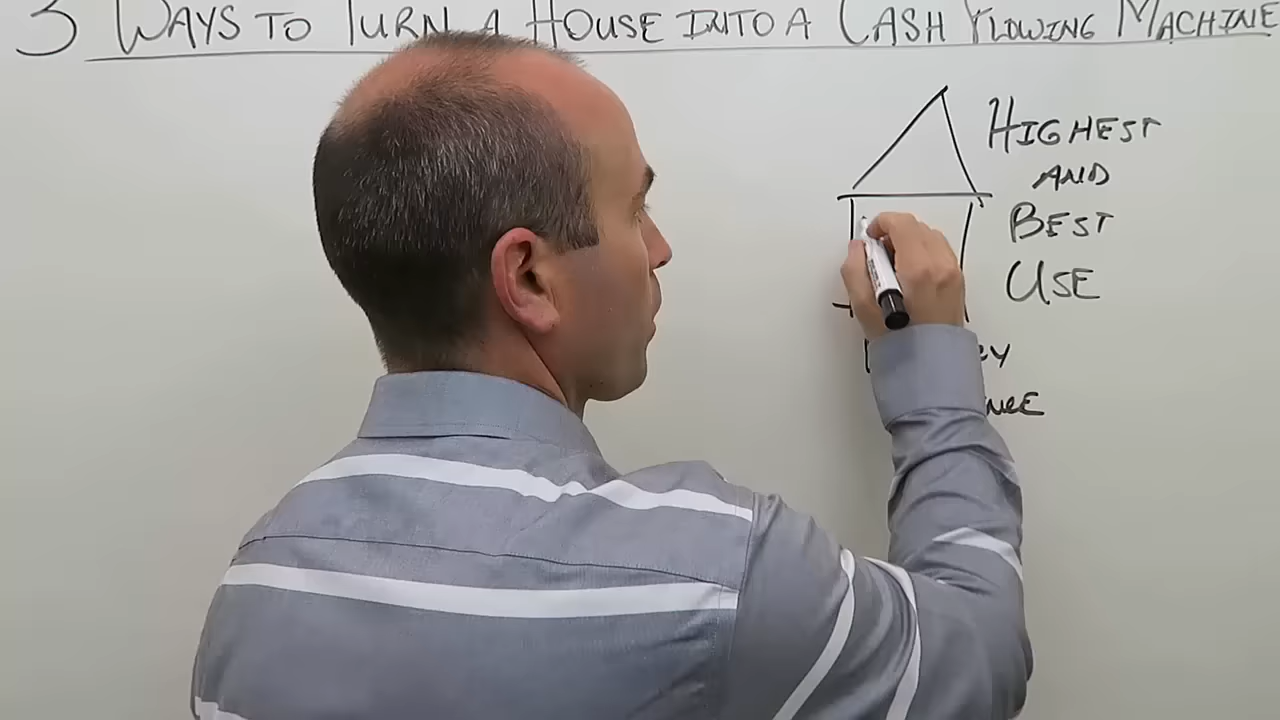 3 WAYS TO TURN A HOUSE INTO A CASH FLOWING MACHINE
HIGHEST
AND
BEST
USE